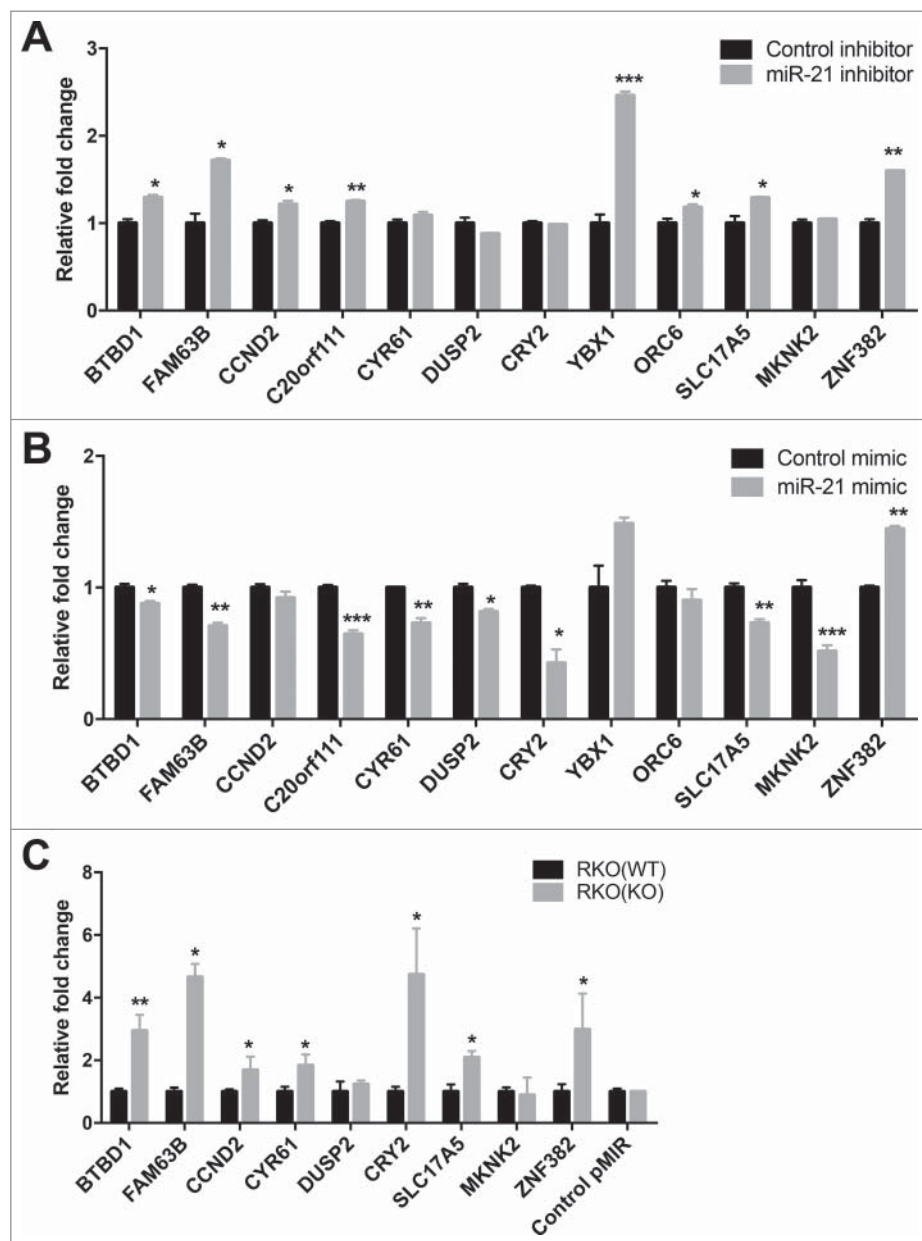 A
Relative fold change
3
2
1
0
Control inhibitor
miR-21 inhibitor
* * * ** *** * * **
BTBD1 FAM63B CCND2 C20orf111 CYR61 DUSP2 CRY2 YBX1 ORC6 SLC17A5 MKNK2 ZNF382
B
Relative fold change
2
1
0
Control mimic
miR-21 mimic
* ** *** ** * * ** *** **
BTBD1 FAM63B CCND2 C20orf111 CYR61 DUSP2 CRY2 YBX1 ORC6 SLC17A5 MKNK2 ZNF382
C
Relative fold change
8
6
4
2
0
RKO(WT)
RKO(KO)
** * * * * * *
BTBD1 FAM63B CCND2 CYR61 DUSP2 CRY2 SLC17A5 MKNK2 ZNF382 Control pMIR